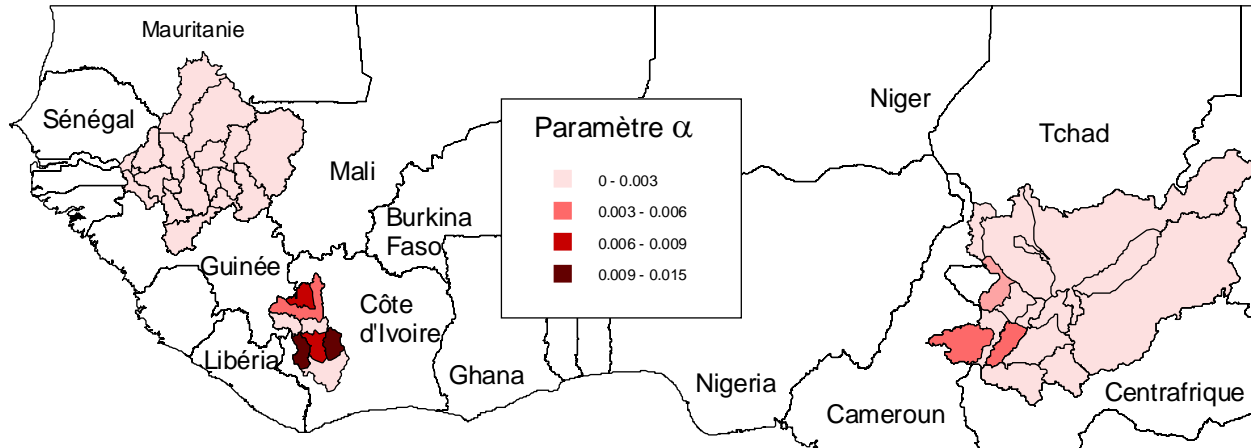 Mauritanie
Sénégal
Mali
Niger
Tchad
Paramètre α
0 - 0.003
0.003 - 0.006
0.006 - 0.009
0.009 - 0.015
Burkina
Faso
Guinée
Côte
d'Ivoire
Libéria
Ghana
Nigeria
Cameroun
Centrafrique